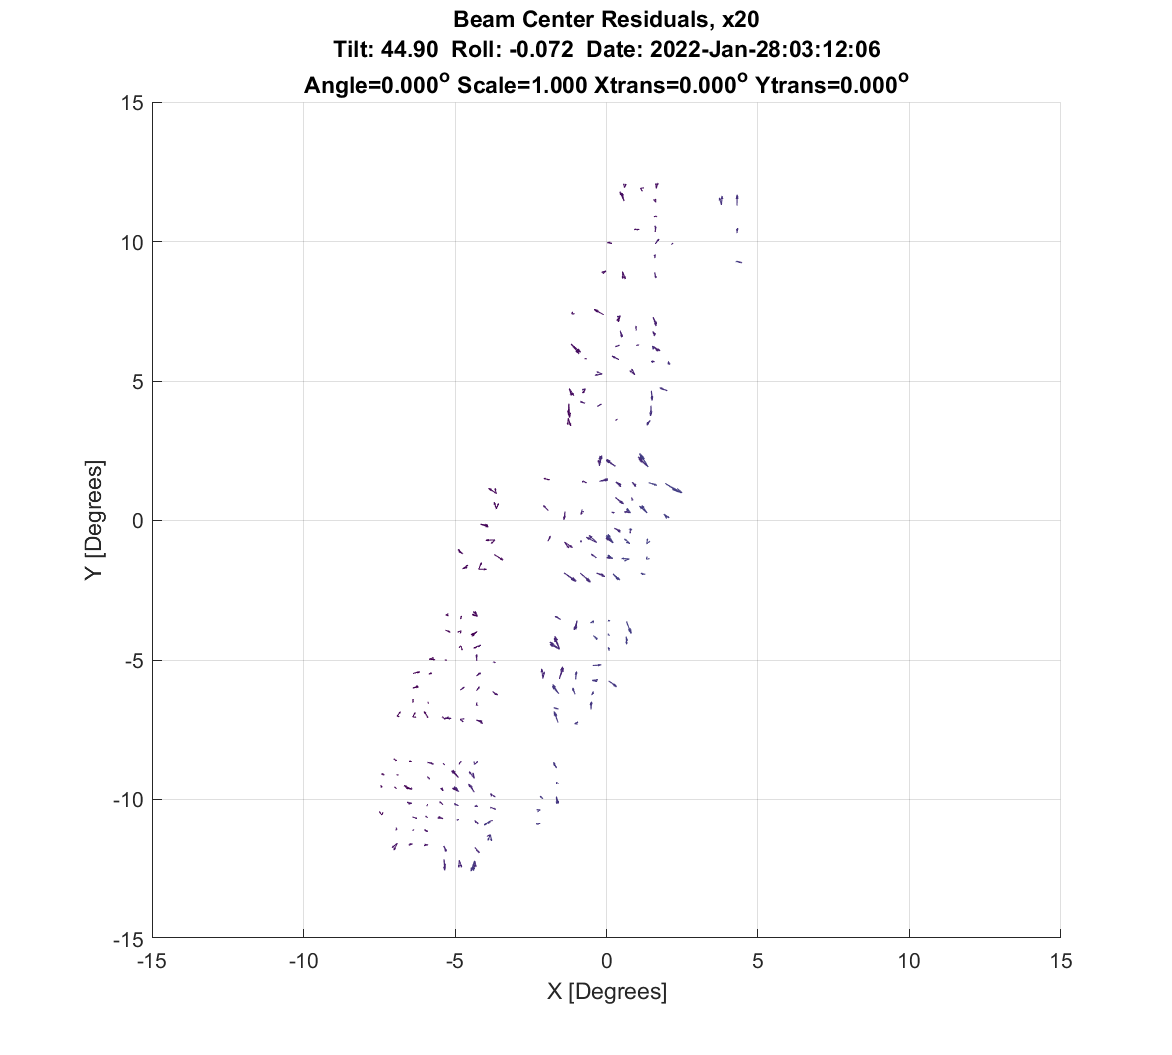 Beam Center Residuals, x20
Tilt: 44.90 Roll: -0.072 Date: 2022-Jan-28:03:12:06
Angle=0.000º Scale=1.000 Xtrans=0.000º Ytrans=0.000º
15
10
5
0
-5
-10
-15
Y [Degrees]
-15 -10 -5 0 5 10 15
X [Degrees]